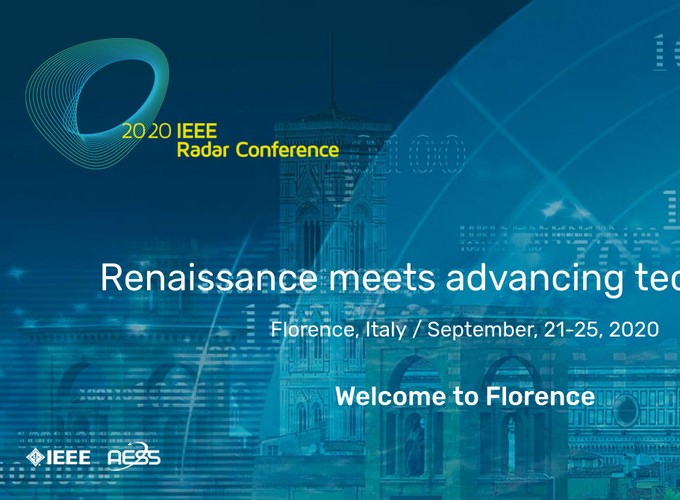 2020 IEEE
Radar Conference
Renaissance meets advancing tec
Florence, Italy / September, 21-25, 2020
Welcome to Florence
IEEE AESS